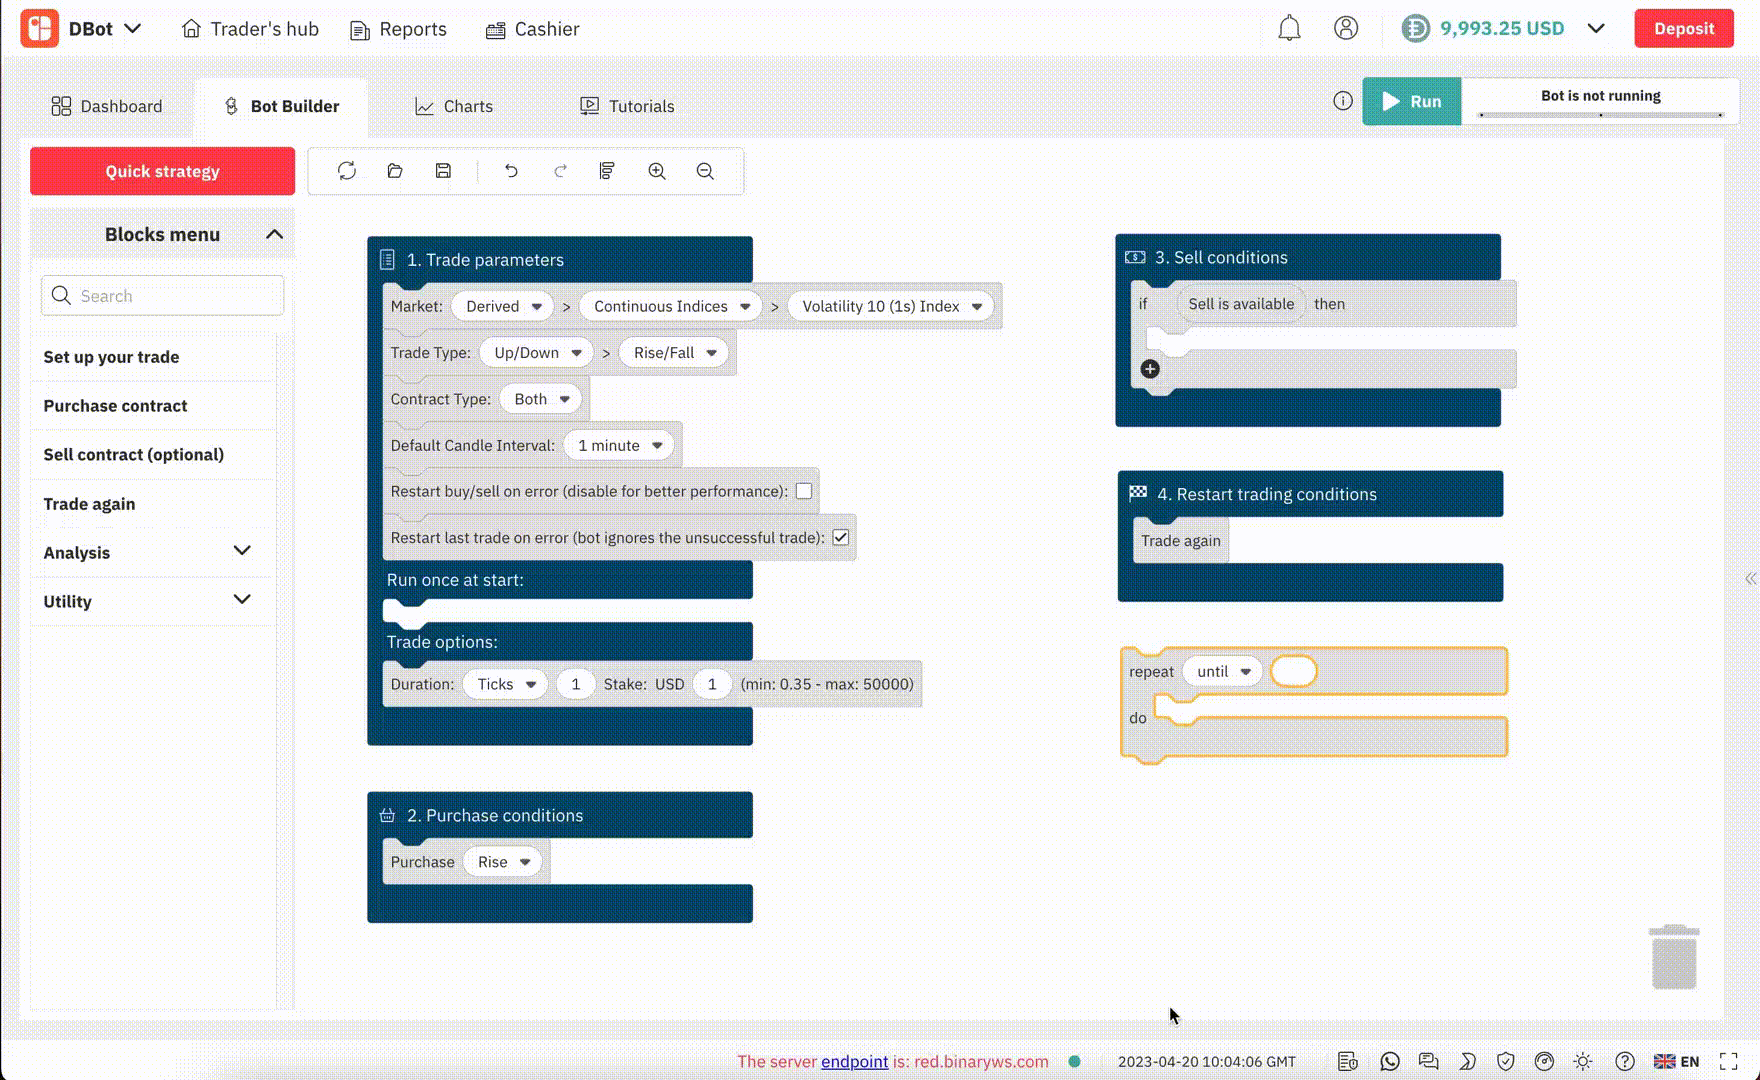 DBot
Trader's hub
Reports
Cashier
9,993.25 USD
Deposit
Dashboard
Bot Builder
Charts
Tutorials
Run
Bot is not running
Quick strategy
Blocks menu
Search
Set up your trade
Purchase contract
Sell contract (optional)
Trade again
Analysis
Utility
1. Trade parameters
Market: Derived > Continuous Indices > Volatility 10 (1s) Index
Trade Type: Up/Down > Rise/Fall
Contract Type: Both
Default Candle Interval: 1 minute
Restart buy/sell on error (disable for better performance):
Restart last trade on error (bot ignores the unsuccessful trade):
Run once at start:
Trade options:
Duration: Ticks 1 Stake: USD 1 (min: 0.35 - max: 50000)
2. Purchase conditions
Purchase Rise
3. Sell conditions
if Sell is available then
4. Restart trading conditions
Trade again
repeat until
do
The server endpoint is: red.binaryws.com
2023-04-20 10:04:06 GMT
EN